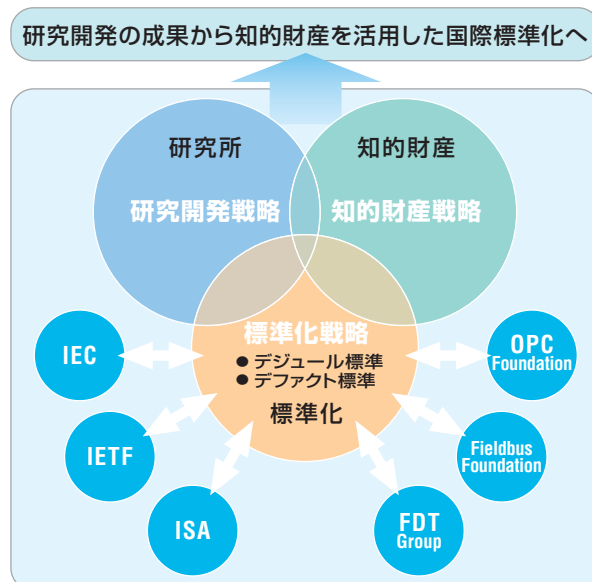 研究開発の成果から知的財産を活用した国際標準化へ
研究所
知的財産
研究開発戦略
知的財産戦略
標準化戦略
● デジュール標準
● デファクト標準
標準化
IEC
IETF
ISA
OPC
Foundation
Fieldbus
Foundation
FDT
Group